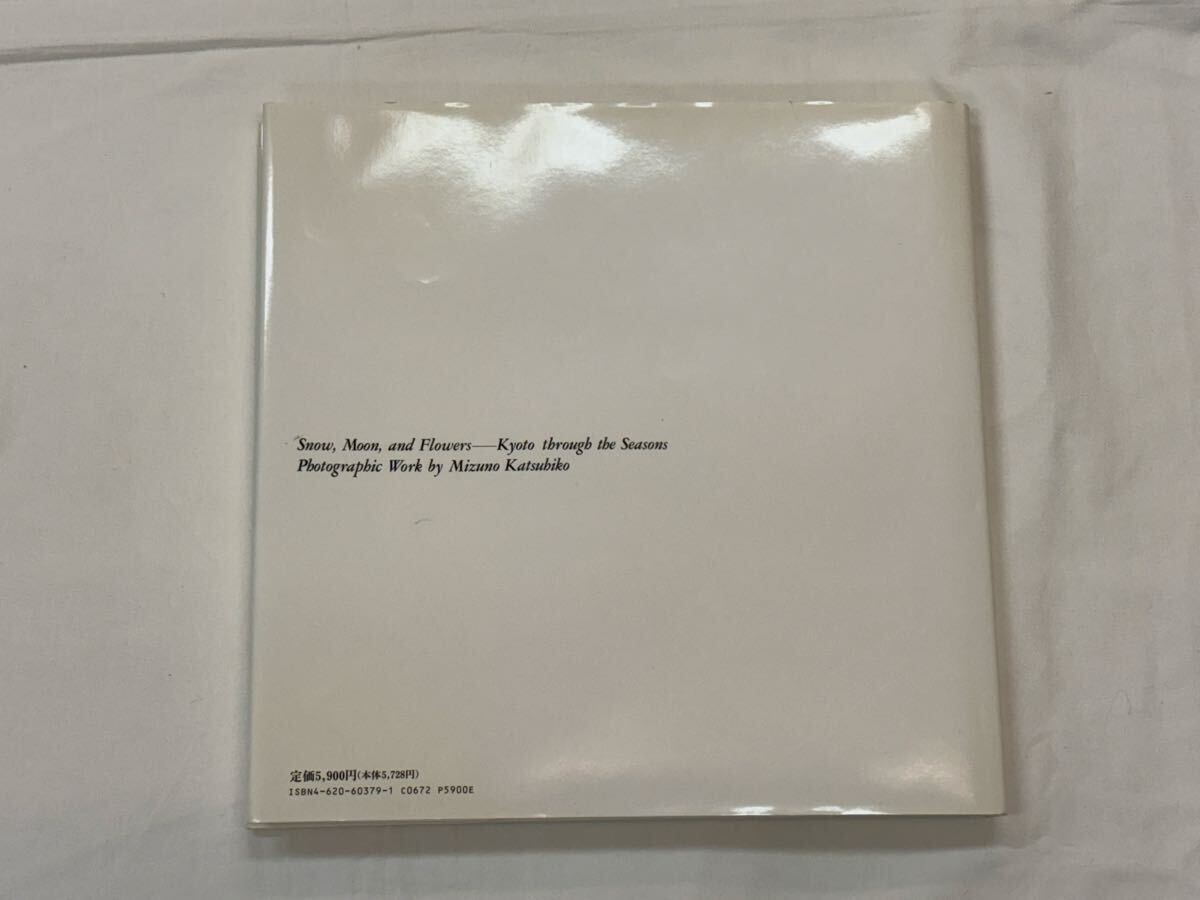 Snow, Moon, and Flowers—Kyoto through the Seasons
Photographic Work by Mizuno Katsuhiko
定価5,900円(本体5,728円)
ISBN4-620-60379-1 C0672 P5900E